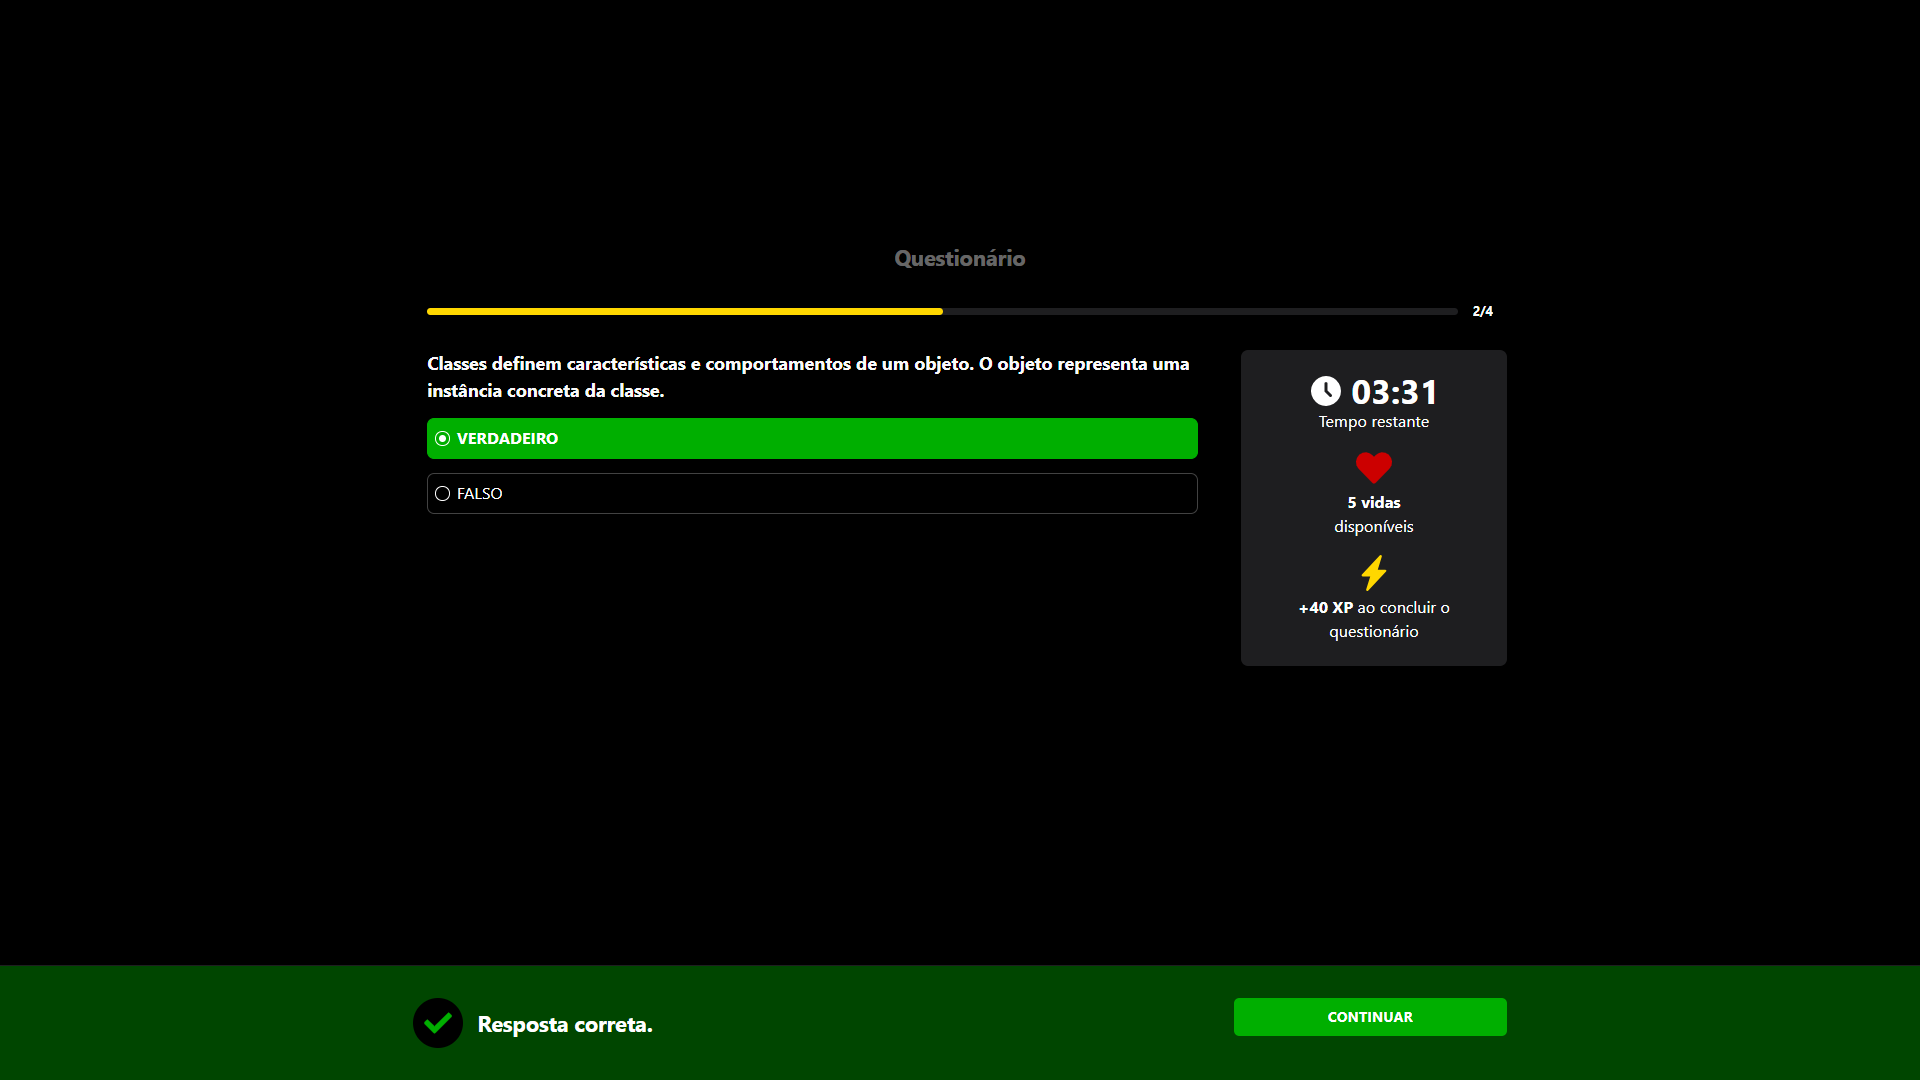 Questionário
2/4
Classes definem características e comportamentos de um objeto. O objeto representa uma
instância concreta da classe.
VERDADEIRO
FALSO
03:31
Tempo restante
5 vidas
disponíveis
+40 XP ao concluir o
questionário
Resposta correta.
CONTINUAR